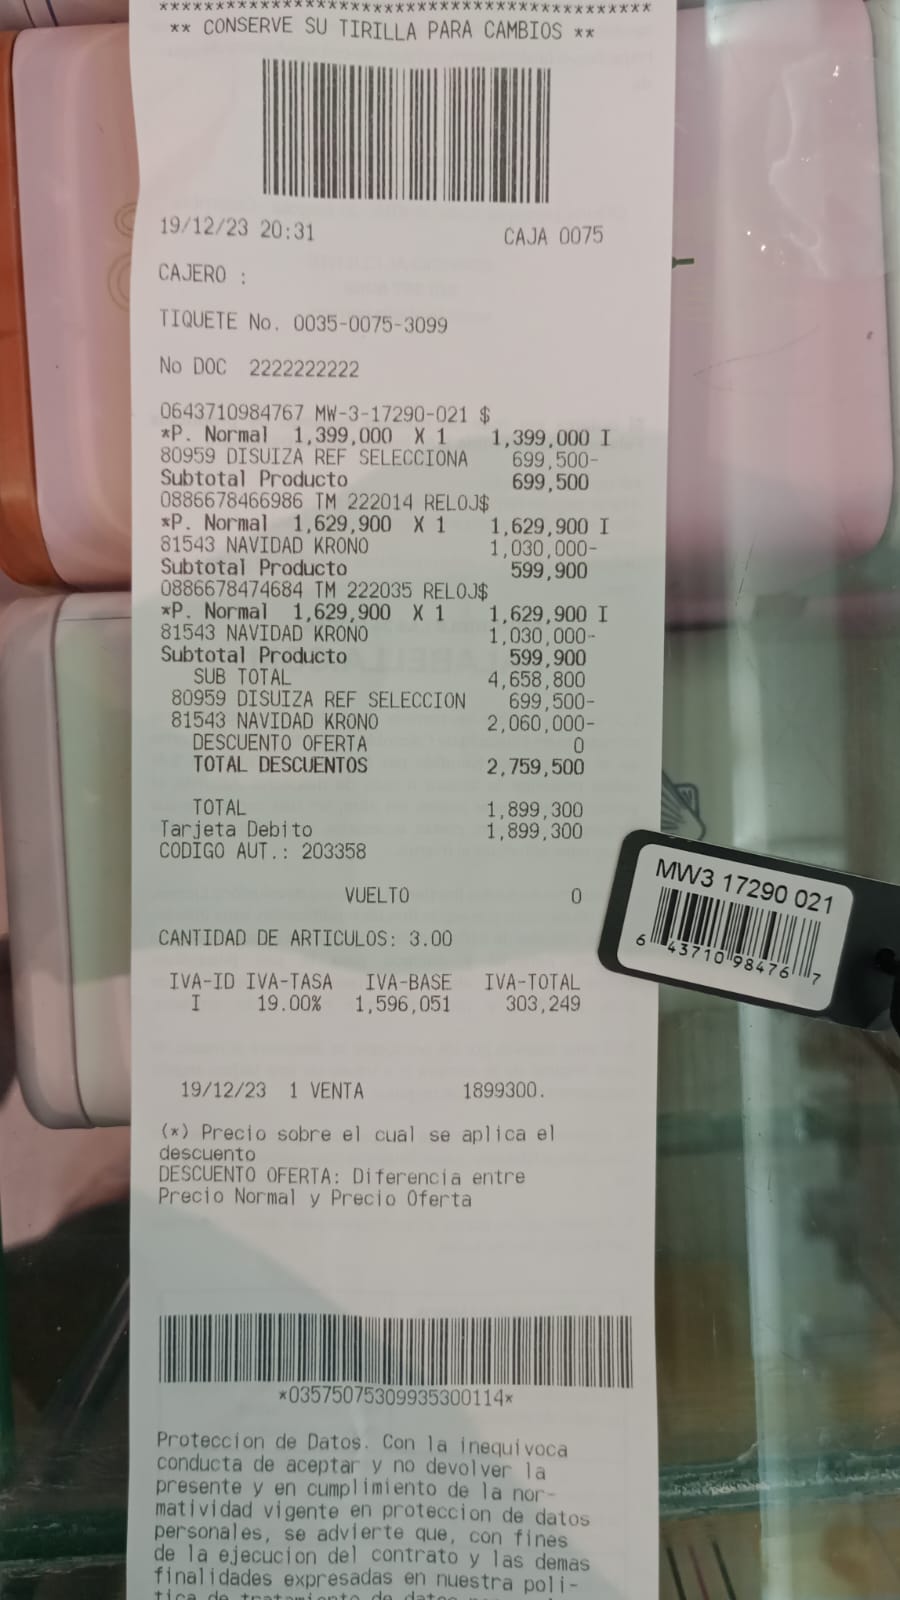 ********************************************
** CONSERVE SU TIRILLA PARA CAMBIOS **
19/12/23 20:31 CAJA 0075
CAJERO :
TIQUETE No. 0035-0075-3099
No DOC 2222222222
0643710984767 MW-3-17290-021 $
*P. Normal 1,399,000 X 1 1,399,000 I
80959 DISUIZA REF SELECCIONA 699,500-
Subtotal Producto 699,500
0886678466986 TM 222014 RELOJ$
*P. Normal 1,629,900 X 1 1,629,900 I
81543 NAVIDAD KRONO 1,030,000-
Subtotal Producto 599,900
0886678474684 TM 222035 RELOJ$
*P. Normal 1,629,900 X 1 1,629,900 I
81543 NAVIDAD KRONO 1,030,000-
Subtotal Producto 599,900
SUB TOTAL 4,658,800
80959 DISUIZA REF SELECCION 699,500-
81543 NAVIDAD KRONO 2,060,000-
DESCUENTO OFERTA 0
TOTAL DESCUENTOS 2,759,500
TOTAL 1,899,300
Tarjeta Debito 1,899,300
CODIGO AUT.: 203358
VUELTO 0
CANTIDAD DE ARTICULOS: 3.00
IVA-ID IVA-TASA IVA-BASE IVA-TOTAL
I 19.00% 1,596,051 303,249
19/12/23 1 VENTA 1899300.
(*) Precio sobre el cual se aplica el
descuento
DESCUENTO OFERTA: Diferencia entre
Precio Normal y Precio Oferta
*03575075309935300114*
Proteccion de Datos. Con la inequivoca
conducta de aceptar y no devolver la
presente y en cumplimiento de la nor-
matividad vigente en proteccion de datos
personales, se advierte que, con fines
de la ejecucion del contrato y las demas
finalidades expresadas en nuestra poli-
tica de tratamiento de datos
MW3 17290 021
6 43710 98476 7